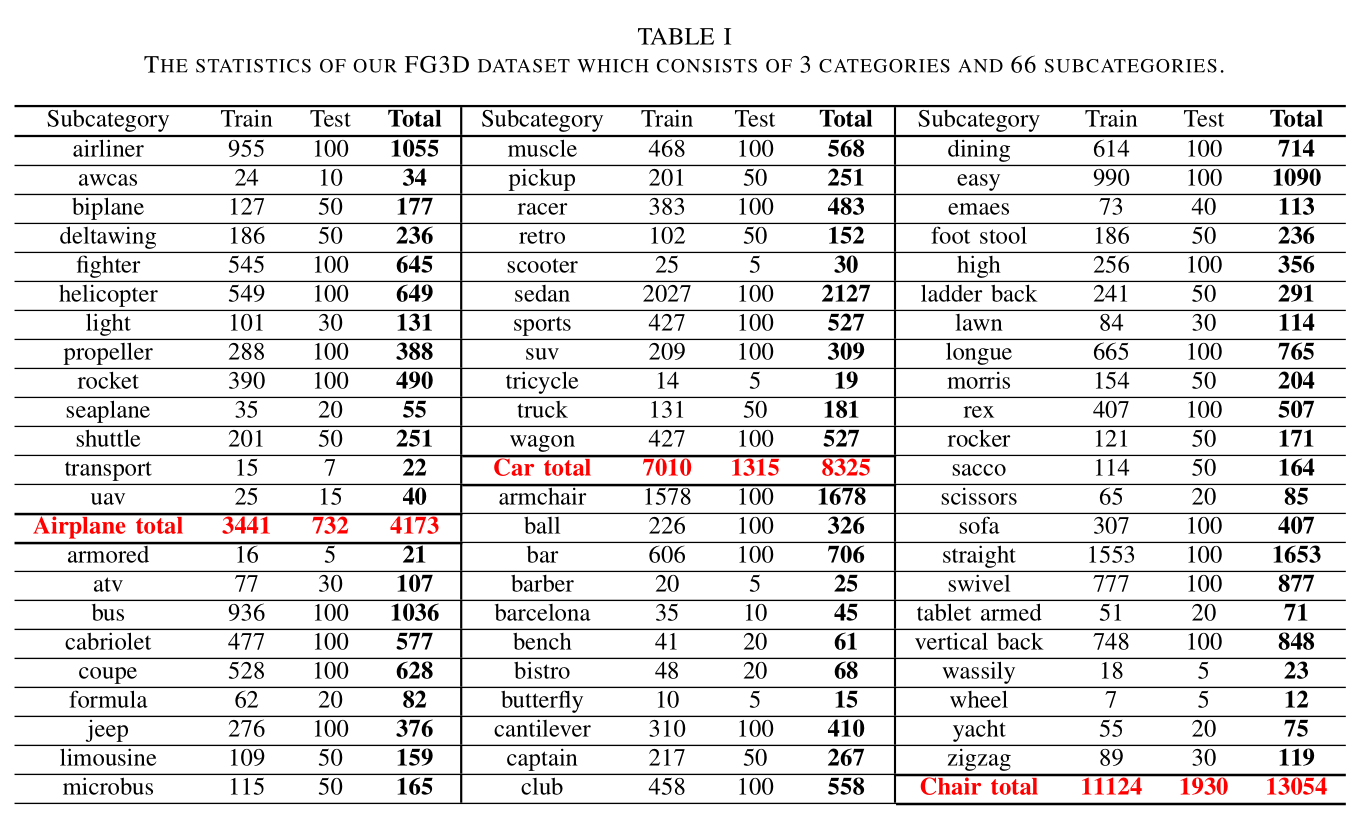 TABLE I
THE STATISTICS OF OUR FG3D DATASET WHICH CONSISTS OF 3 CATEGORIES AND 66 SUBCATEGORIES.
Subcategory Train Test Total Subcategory Train Test Total Subcategory Train Test Total
airliner 955 100 1055 muscle 468 100 568 dining 614 100 714
awcas 24 10 34 pickup 201 50 251 easy 990 100 1090
biplane 127 50 177 racer 383 100 483 emaes 73 40 113
deltawing 186 50 236 retro 102 50 152 foot stool 186 50 236
fighter 545 100 645 scooter 25 5 30 high 256 100 356
helicopter 549 100 649 sedan 2027 100 2127 ladder back 241 50 291
light 101 30 131 sports 427 100 527 lawn 84 30 114
propeller 288 100 388 suv 209 100 309 longue 665 100 765
rocket 390 100 490 tricycle 14 5 19 morris 154 50 204
seaplane 35 20 55 truck 131 50 181 rex 407 100 507
shuttle 201 50 251 wagon 427 100 527 rocker 121 50 171
transport 15 7 22 Car total 7010 1315 8325 sacco 114 50 164
uav 25 15 40 armchair 1578 100 1678 scissors 65 20 85
Airplane total 3441 732 4173 ball 226 100 326 sofa 307 100 407
armored 16 5 21 bar 606 100 706 straight 1553 100 1653
atv 77 30 107 barber 20 5 25 swivel 777 100 877
bus 936 100 1036 barcelona 35 10 45 tablet armed 51 20 71
cabriolet 477 100 577 bench 41 20 61 vertical back 748 100 848
coupe 528 100 628 bistro 48 20 68 wassily 18 5 23
formula 62 20 82 butterfly 10 5 15 wheel 7 5 12
jeep 276 100 376 cantilever 310 100 410 yacht 55 20 75
limousine 109 50 159 captain 217 50 267 zigzag 89 30 119
microbus 115 50 165 club 458 100 558 Chair total 11124 1930 13054